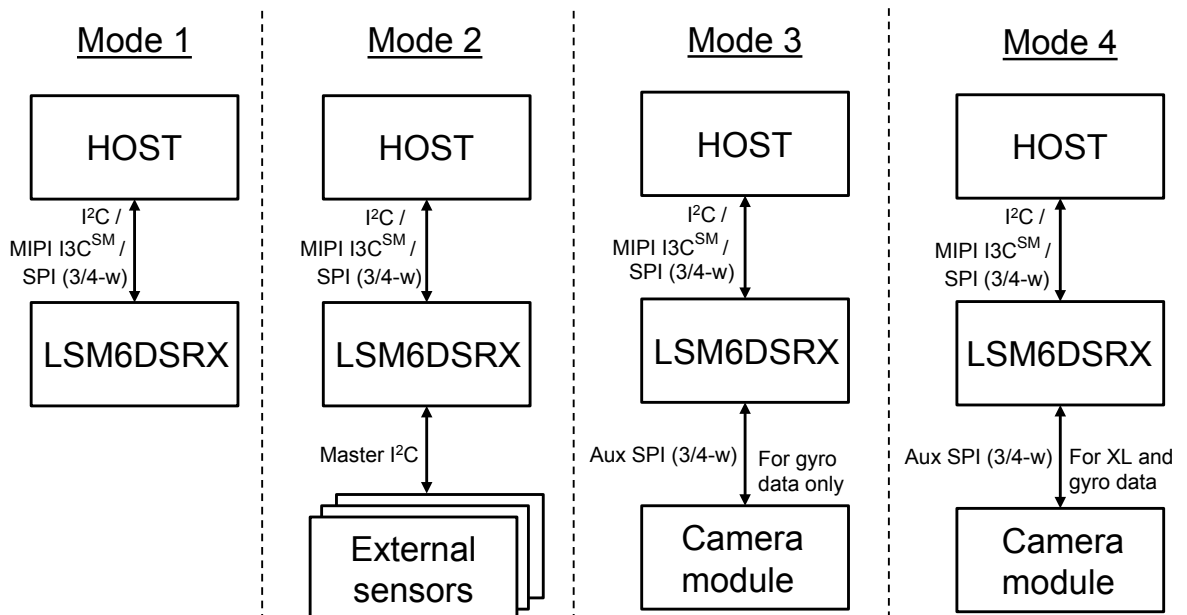 Mode 1
HOST
I²C /
MIPI I3C^SM /
SPI (3/4-w)
LSM6DSRX
Mode 2
HOST
I²C /
MIPI I3C^SM /
SPI (3/4-w)
LSM6DSRX
Master I²C
External
sensors
Mode 3
HOST
I²C /
MIPI I3C^SM /
SPI (3/4-w)
LSM6DSRX
Aux SPI (3/4-w)
For gyro
data only
Camera
module
Mode 4
HOST
I²C /
MIPI I3C^SM /
SPI (3/4-w)
LSM6DSRX
Aux SPI (3/4-w)
For XL and
gyro data
Camera
module